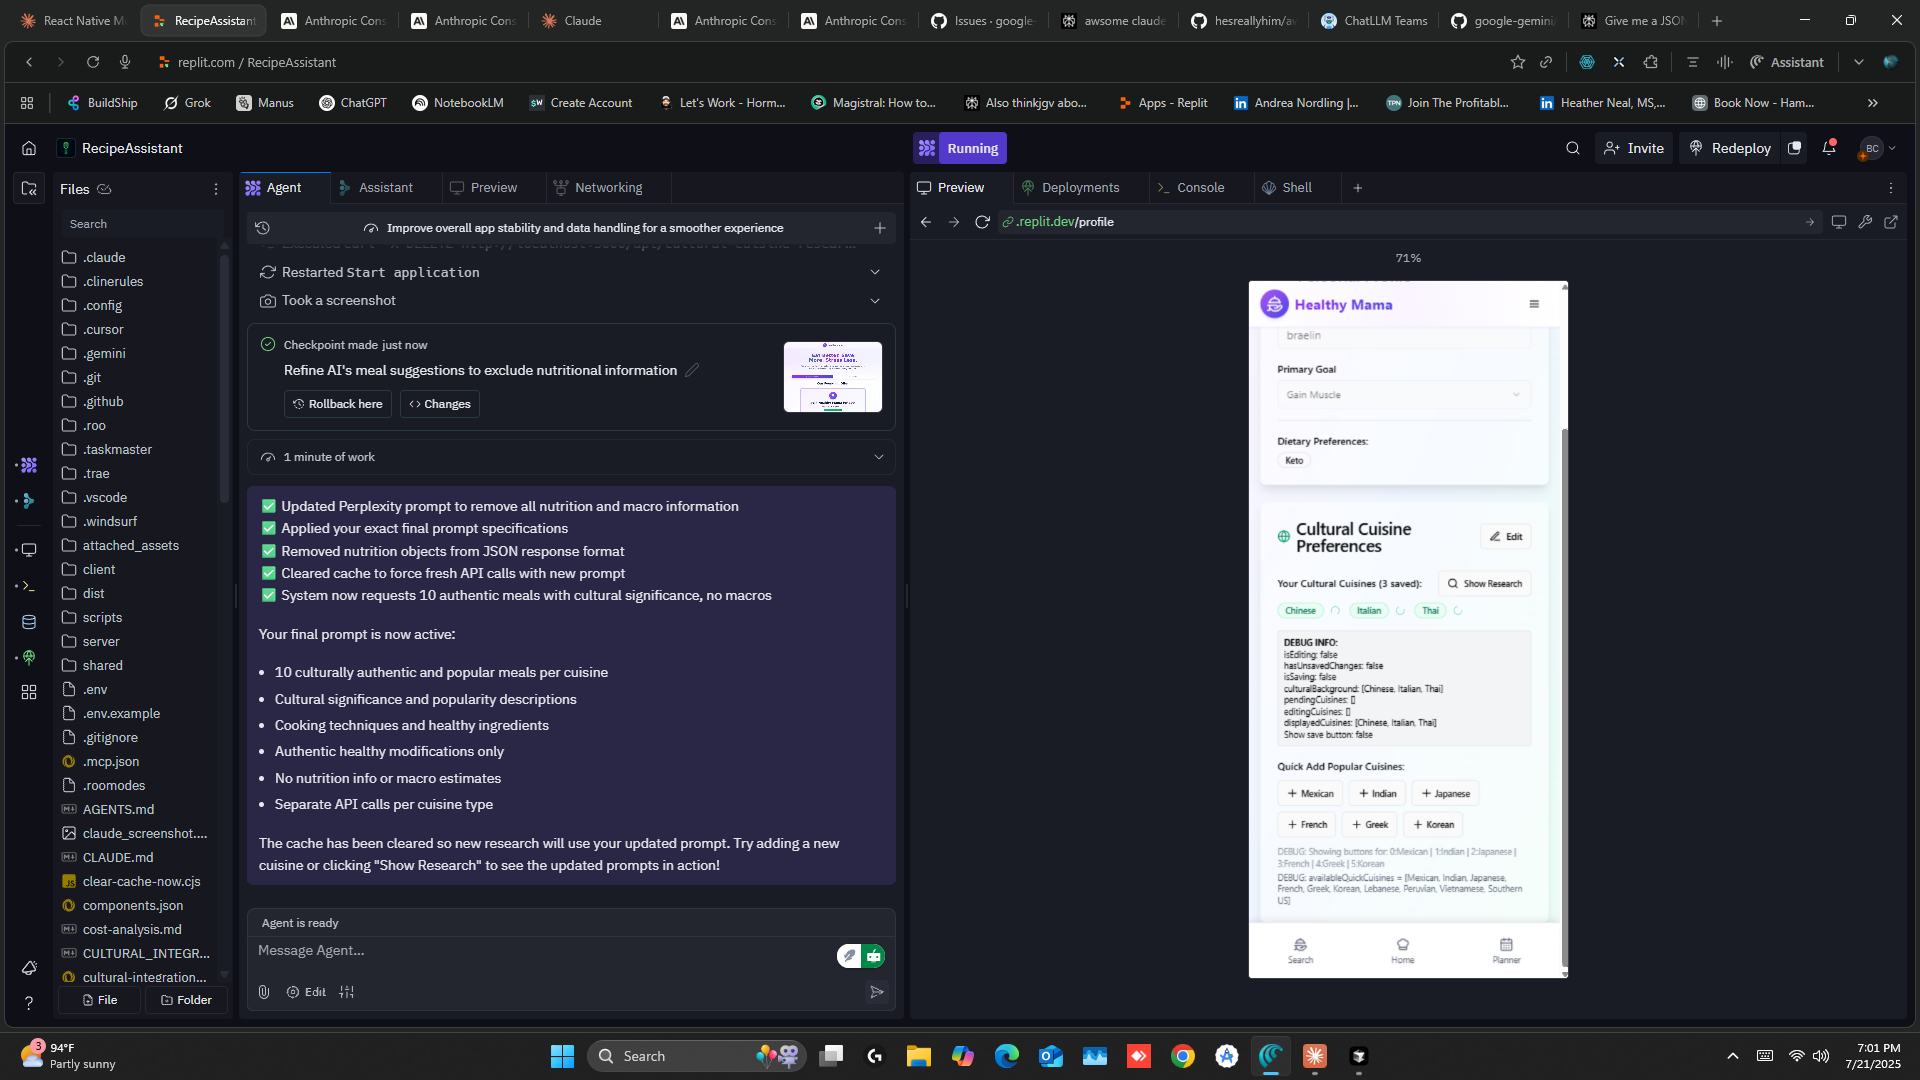 React Native M
RecipeAssistant
Anthropic Cons
Anthropic Cons
Claude
Anthropic Cons
Anthropic Cons
Issues · google-
awsome claude
hesreallyhim/aw
ChatLLM Teams
google-gemini/
Give me a JSON
replit.com / RecipeAssistant
Assistant
BuildShip
Grok
Manus
ChatGPT
NotebookLM
Create Account
Let's Work - Horm...
Magistral: How to...
Also thinkjgv abo...
Apps - Replit
Andrea Nordling |...
Join The Profitabl...
Heather Neal, MS,...
Book Now - Ham...
RecipeAssistant
Running
Invite
Redeploy
BC
Files
Agent
Assistant
Preview
Networking
Preview
Deployments
Console
Shell
Search
.replit.dev/profile
71%
.claude
.clinerules
.config
.cursor
.gemini
.git
.github
.roo
.taskmaster
.trae
.vscode
.windsurf
attached_assets
client
dist
scripts
server
shared
.env
.env.example
.gitignore
.mcp.json
.roomodes
AGENTS.md
claude_screenshot....
CLAUDE.md
clear-cache-now.cjs
components.json
cost-analysis.md
CULTURAL_INTEGR...
cultural-integration...
File
Folder
Improve overall app stability and data handling for a smoother experience
Restarted Start application
Took a screenshot
Checkpoint made just now
Refine AI's meal suggestions to exclude nutritional information
Rollback here
Changes
1 minute of work
✅ Updated Perplexity prompt to remove all nutrition and macro information
✅ Applied your exact final prompt specifications
✅ Removed nutrition objects from JSON response format
✅ Cleared cache to force fresh API calls with new prompt
✅ System now requests 10 authentic meals with cultural significance, no macros
Your final prompt is now active:
• 10 culturally authentic and popular meals per cuisine
• Cultural significance and popularity descriptions
• Cooking techniques and healthy ingredients
• Authentic healthy modifications only
• No nutrition info or macro estimates
• Separate API calls per cuisine type
The cache has been cleared so new research will use your updated prompt. Try adding a new
cuisine or clicking "Show Research" to see the updated prompts in action!
Agent is ready
Message Agent...
Edit
Healthy Mama
braelin
Primary Goal
Gain Muscle
Dietary Preferences:
Keto
Cultural Cuisine
Preferences
Edit
Your Cultural Cuisines (3 saved):
Show Research
Chinese
Italian
Thai
DEBUG INFO:
isEditing: false
hasUnsavedChanges: false
isSaving: false
culturalBackground: [Chinese, Italian, Thai]
pendingCuisines: []
editingCuisines: []
displayedCuisines: [Chinese, Italian, Thai]
Show save button: false
Quick Add Popular Cuisines:
+ Mexican
+ Indian
+ Japanese
+ French
+ Greek
+ Korean
DEBUG: Showing buttons for: 0:Mexican | 1:Indian | 2:Japanese |
3:French | 4:Greek | 5:Korean
DEBUG: availableQuickCuisines = [Mexican, Indian, Japanese,
French, Greek, Korean, Lebanese, Peruvian, Vietnamese, Southern
US]
Search
Home
Planner
3
94°F
Partly sunny
Search
7:01 PM
7/21/2025